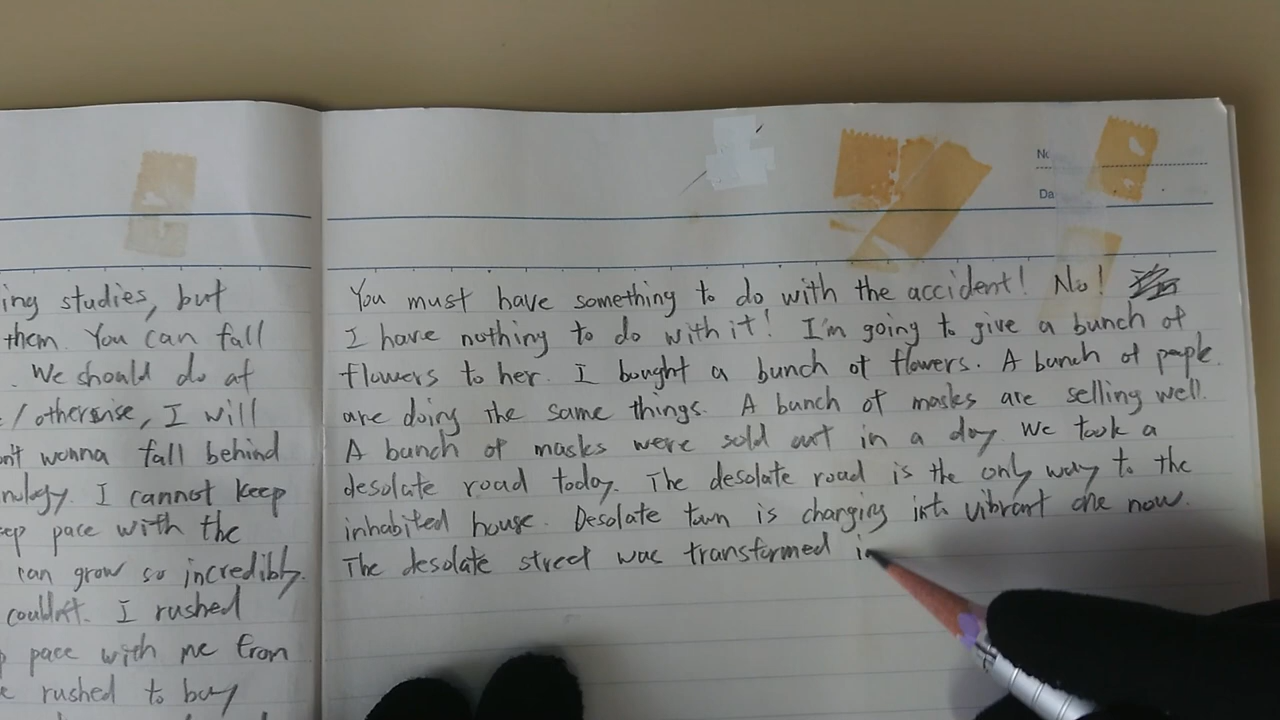 ing studies, but
them. You can fall
. We should do at
/ otherwise, I will
n't wanna fall behind
nology. I cannot keep
eep pace with the
can grow so incredibly.
couldn't. I rushed
p pace with me from
e rushed to buy
No
Da
You must have something to do with the accident! No!
I have nothing to do with it! I'm going to give a bunch of
flowers to her. I bought a bunch of flowers. A bunch of people
are doing the same things. A bunch of masks are selling well.
A bunch of masks were sold out in a day. We took a
desolate road today. The desolate road is the only way to the
inhabited house. Desolate town is changing into vibrant one now.
The desolate street was transformed i